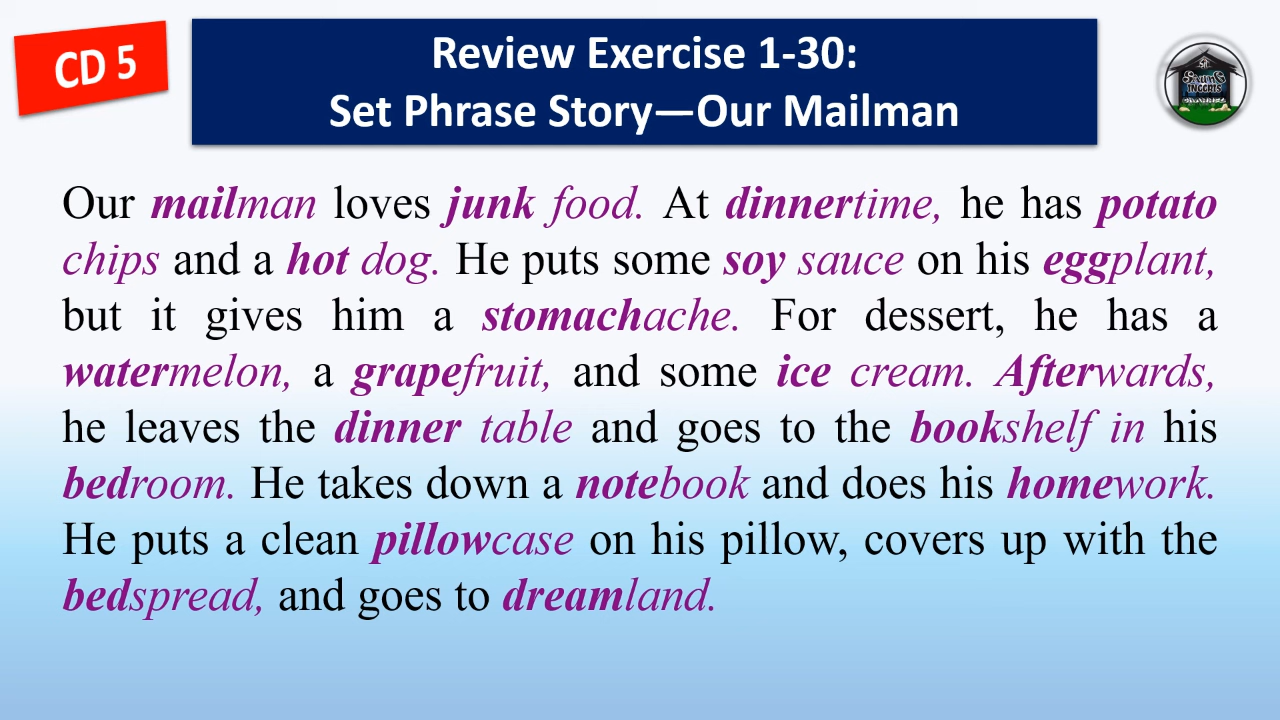 CD 5
Review Exercise 1-30:
Set Phrase Story—Our Mailman
Our mailman loves junk food. At dinnertime, he has potato
chips and a hot dog. He puts some soy sauce on his eggplant,
but it gives him a stomachache. For dessert, he has a
watermelon, a grapefruit, and some ice cream. Afterwards,
he leaves the dinner table and goes to the bookshelf in his
bedroom. He takes down a notebook and does his homework.
He puts a clean pillowcase on his pillow, covers up with the
bedspread, and goes to dreamland.